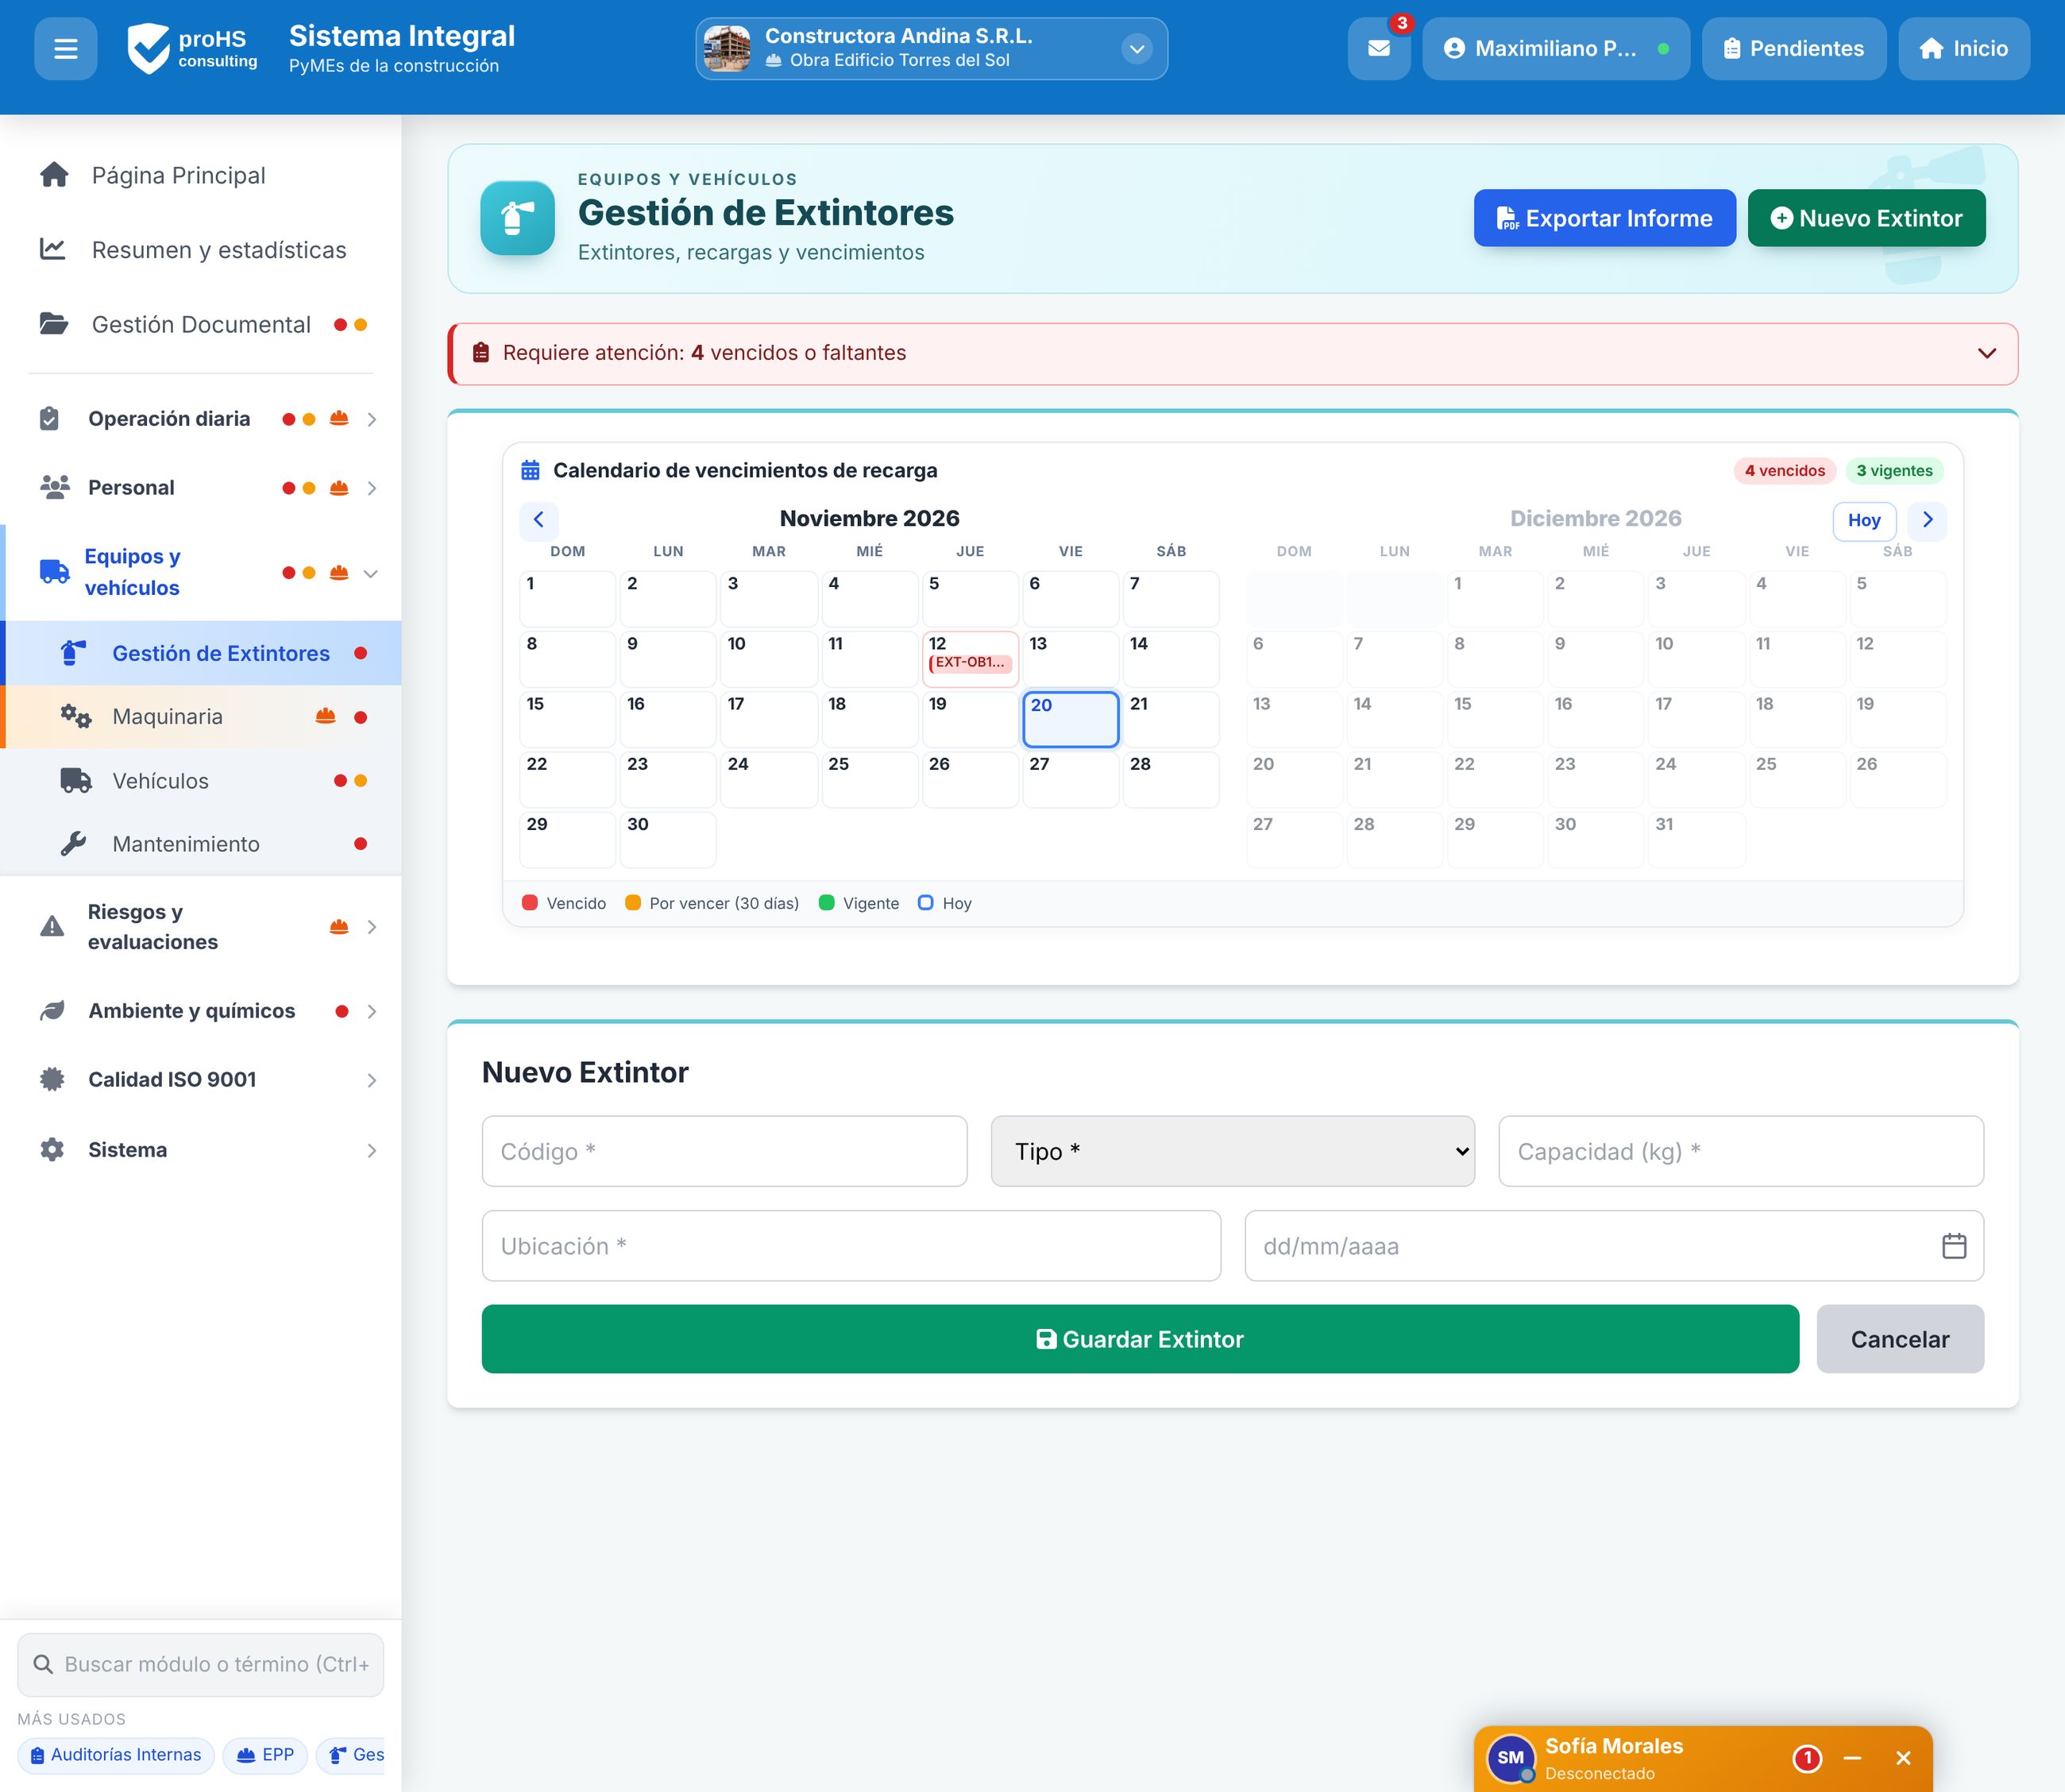 proHS
consulting
Sistema Integral
PyMEs de la construcción
Constructora Andina S.R.L.
Obra Edificio Torres del Sol
3
Maximiliano P...
Pendientes
Inicio
Página Principal
Resumen y estadísticas
Gestión Documental
Operación diaria
Personal
Equipos y
vehículos
Gestión de Extintores
Maquinaria
Vehículos
Mantenimiento
Riesgos y
evaluaciones
Ambiente y químicos
Calidad ISO 9001
Sistema
Buscar módulo o término (Ctrl+
MÁS USADOS
Auditorías Internas
EPP
Ges
EQUIPOS Y VEHÍCULOS
Gestión de Extintores
Extintores, recargas y vencimientos
PDF Exportar Informe
Nuevo Extintor
Requiere atención: 4 vencidos o faltantes
Calendario de vencimientos de recarga
4 vencidos
3 vigentes
Noviembre 2026
DOM LUN MAR MIÉ JUE VIE SÁB
1 2 3 4 5 6 7
8 9 10 11 12 13 14
EXT-OB1...
15 16 17 18 19 20 21
22 23 24 25 26 27 28
29 30
Diciembre 2026
Hoy
DOM LUN MAR MIÉ JUE VIE SÁB
1 2 3 4 5
6 7 8 9 10 11 12
13 14 15 16 17 18 19
20 21 22 23 24 25 26
27 28 29 30 31
Vencido
Por vencer (30 días)
Vigente
Hoy
Nuevo Extintor
Código *
Tipo *
Capacidad (kg) *
Ubicación *
dd/mm/aaaa
Guardar Extintor
Cancelar
SM
Sofía Morales
Desconectado
1